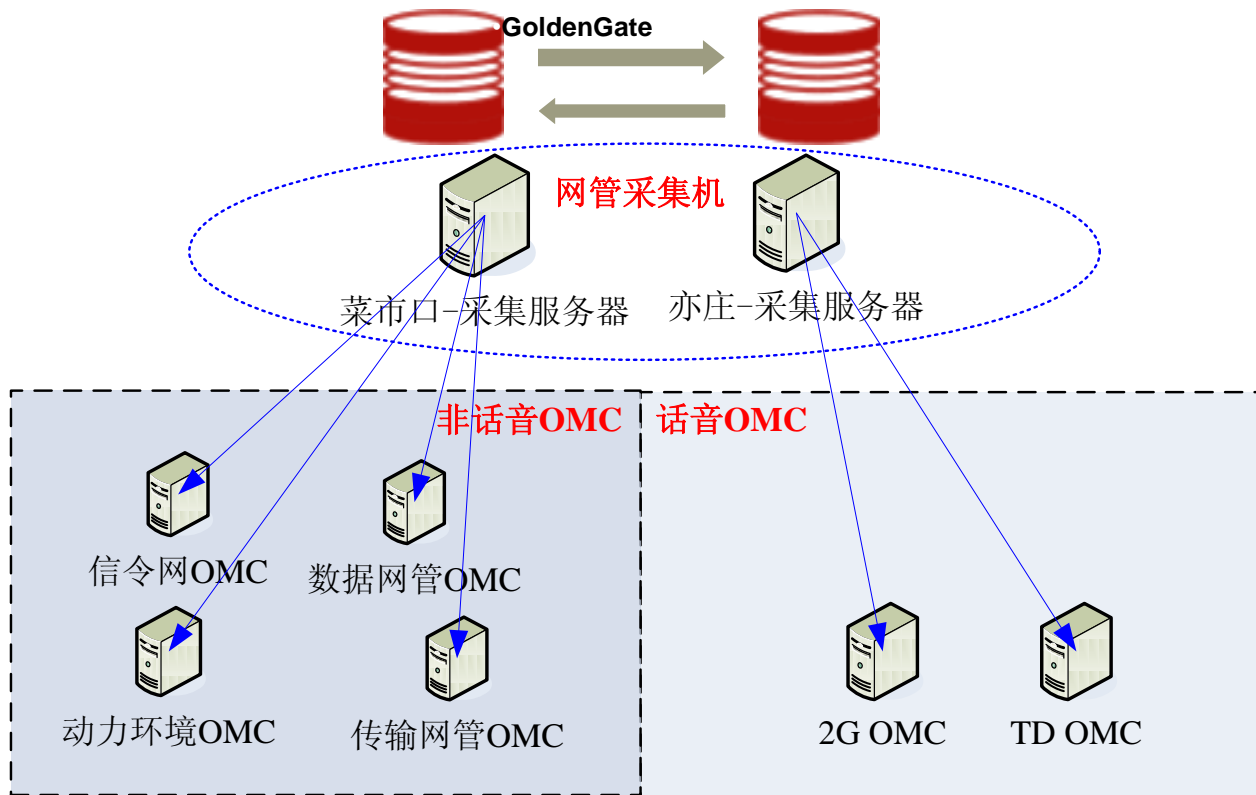 •GoldenGate
网管采集机
菜市口-采集服务器
亦庄-采集服务器
非话音OMC
话音OMC
信令网OMC
数据网管OMC
动力环境OMC
传输网管OMC
2G OMC
TD OMC